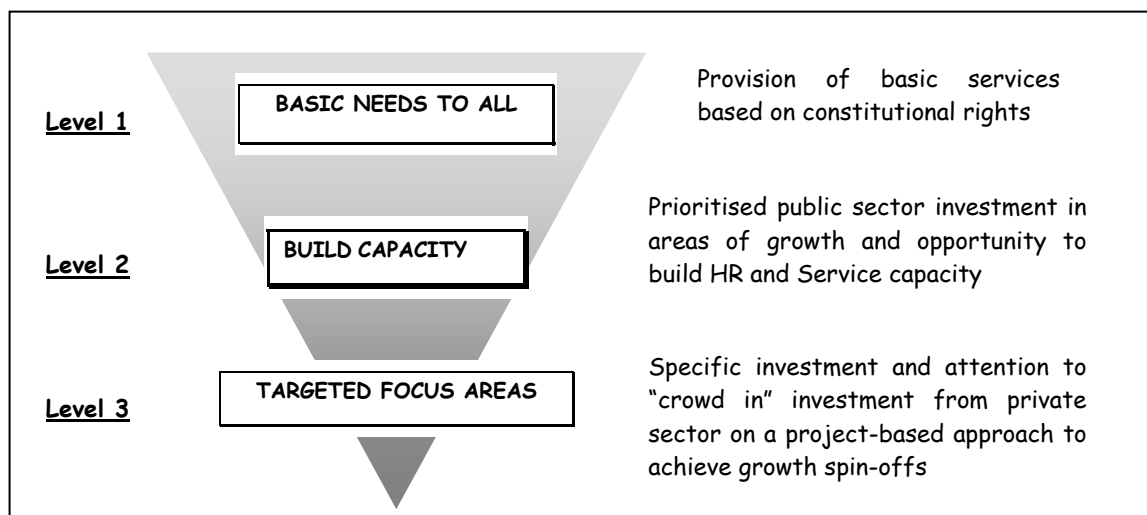 BASIC NEEDS TO ALL
Level 1
Provision of basic services
based on constitutional rights
BUILD CAPACITY
Level 2
Prioritised public sector investment in
areas of growth and opportunity to
build HR and Service capacity
TARGETED FOCUS AREAS
Level 3
Specific investment and attention to
“crowd in” investment from private
sector on a project-based approach to
achieve growth spin-offs